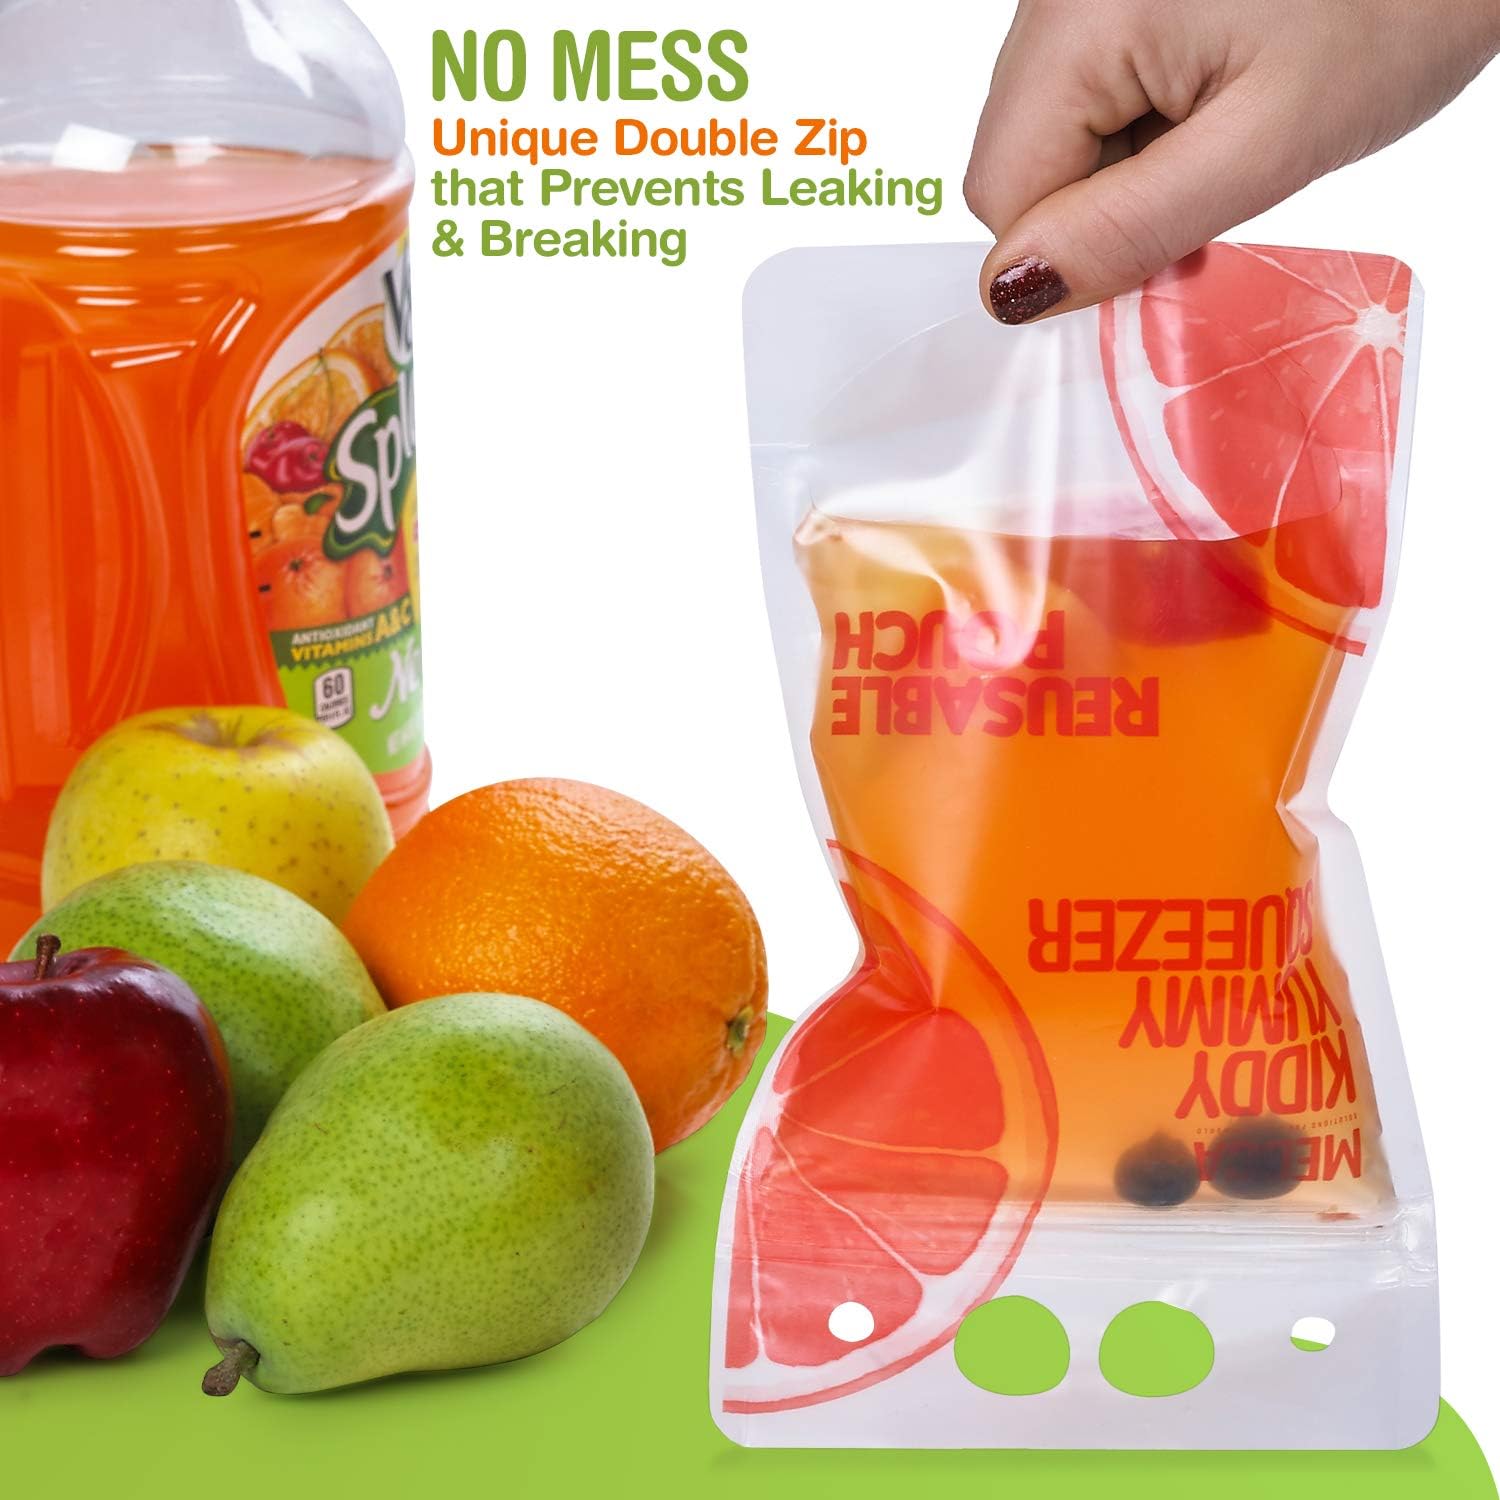 NO MESS
Unique Double Zip
that Prevents Leaking
& Breaking
ANTIOXIDANT
VITAMINS A&C
60
REUSABLE
POUCH
KIDDY
YUMMY
SQUEEZER